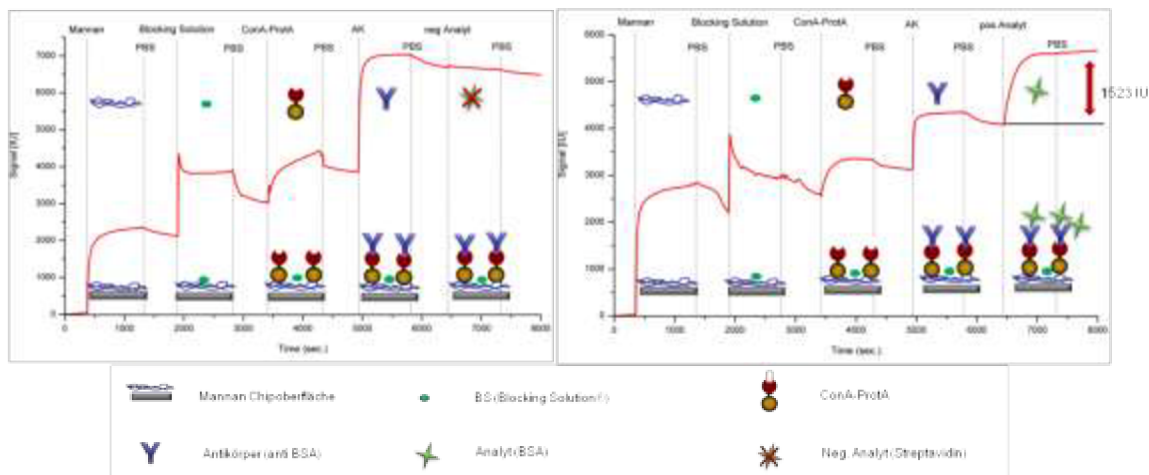 Mannan Blocking Solution ConA-ProtA AK neg Analyt
PBS PBS PBS PBS PBS
Signal [IU]
7000
6000
5000
4000
3000
2000
1000
0
0 1000 2000 3000 4000 5000 6000 7000 8000
Time (sec.)
Mannan Blocking Solution ConA-ProtA AK pos Analyt
PBS PBS PBS PBS PBS
1523 IU
Signal [IU]
6000
5000
4000
3000
2000
1000
0
0 1000 2000 3000 4000 5000 6000 7000 8000
Time (sec.)
Mannan Chipoberfläche BS (Blocking Solution) ConA-ProtA
Antikörper (anti BSA) Analyt (BSA) Neg. Analyt (Streptavidin)